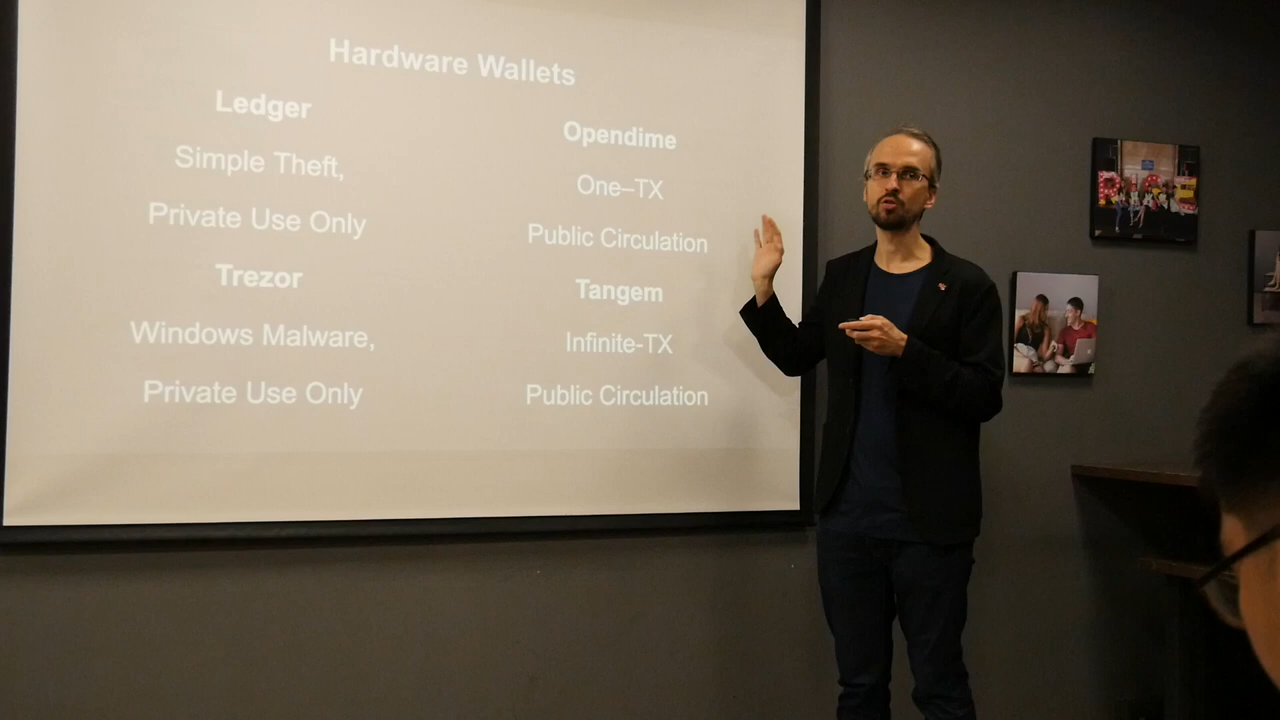 Hardware Wallets
Ledger
Simple Theft,
Private Use Only
Trezor
Windows Malware,
Private Use Only
Opendime
One–TX
Public Circulation
Tangem
Infinite-TX
Public Circulation